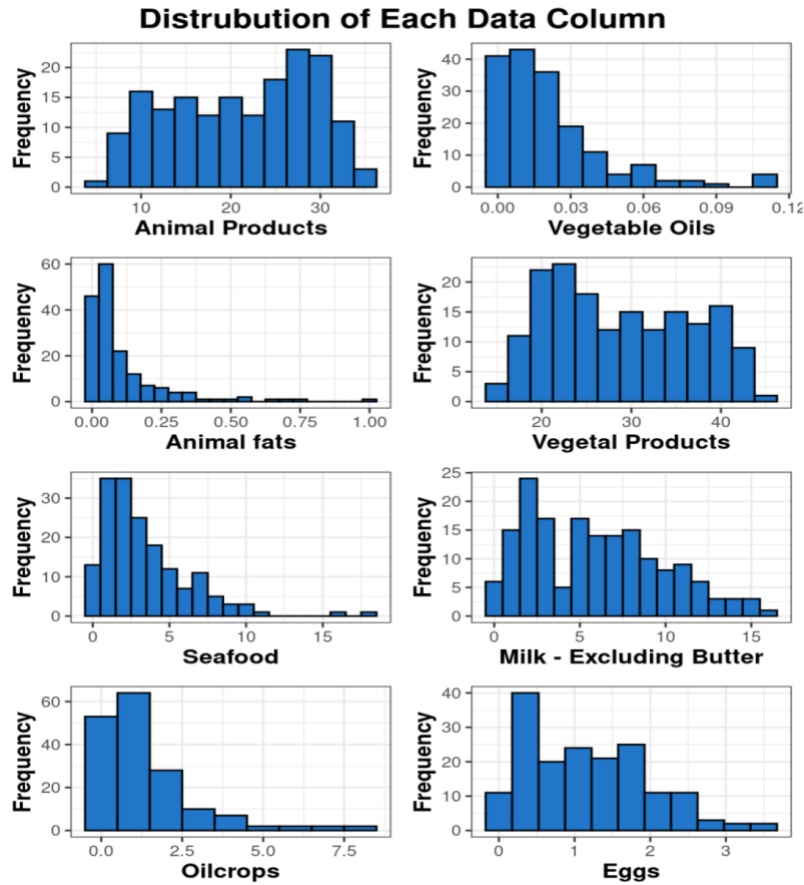 Distrubution of Each Data Column
Frequency
20
15
10
5
0
10 20 30
Animal Products
Frequency
40
30
20
10
0
0.00 0.03 0.06 0.09 0.12
Vegetable Oils
Frequency
60
40
20
0
0.00 0.25 0.50 0.75 1.00
Animal fats
Frequency
20
15
10
5
0
20 30 40
Vegetal Products
Frequency
30
20
10
0
0 5 10 15
Seafood
Frequency
25
20
15
10
5
0
0 5 10 15
Milk - Excluding Butter
Frequency
60
40
20
0
0.0 2.5 5.0 7.5
Oilcrops
Frequency
40
30
20
10
0
0 1 2 3
Eggs